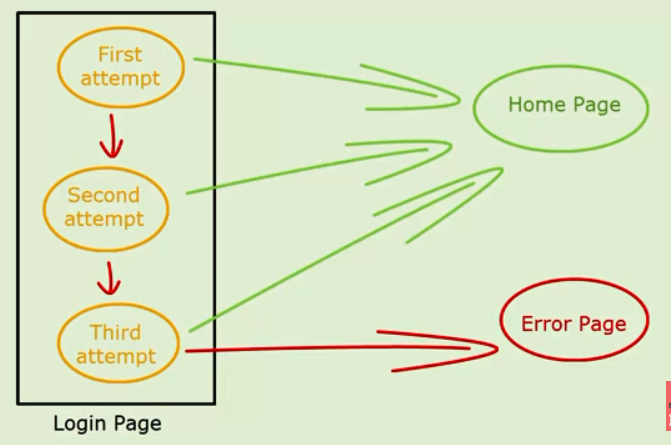 First
attempt
Home Page
Second
attempt
Third
attempt
Error Page
Login Page